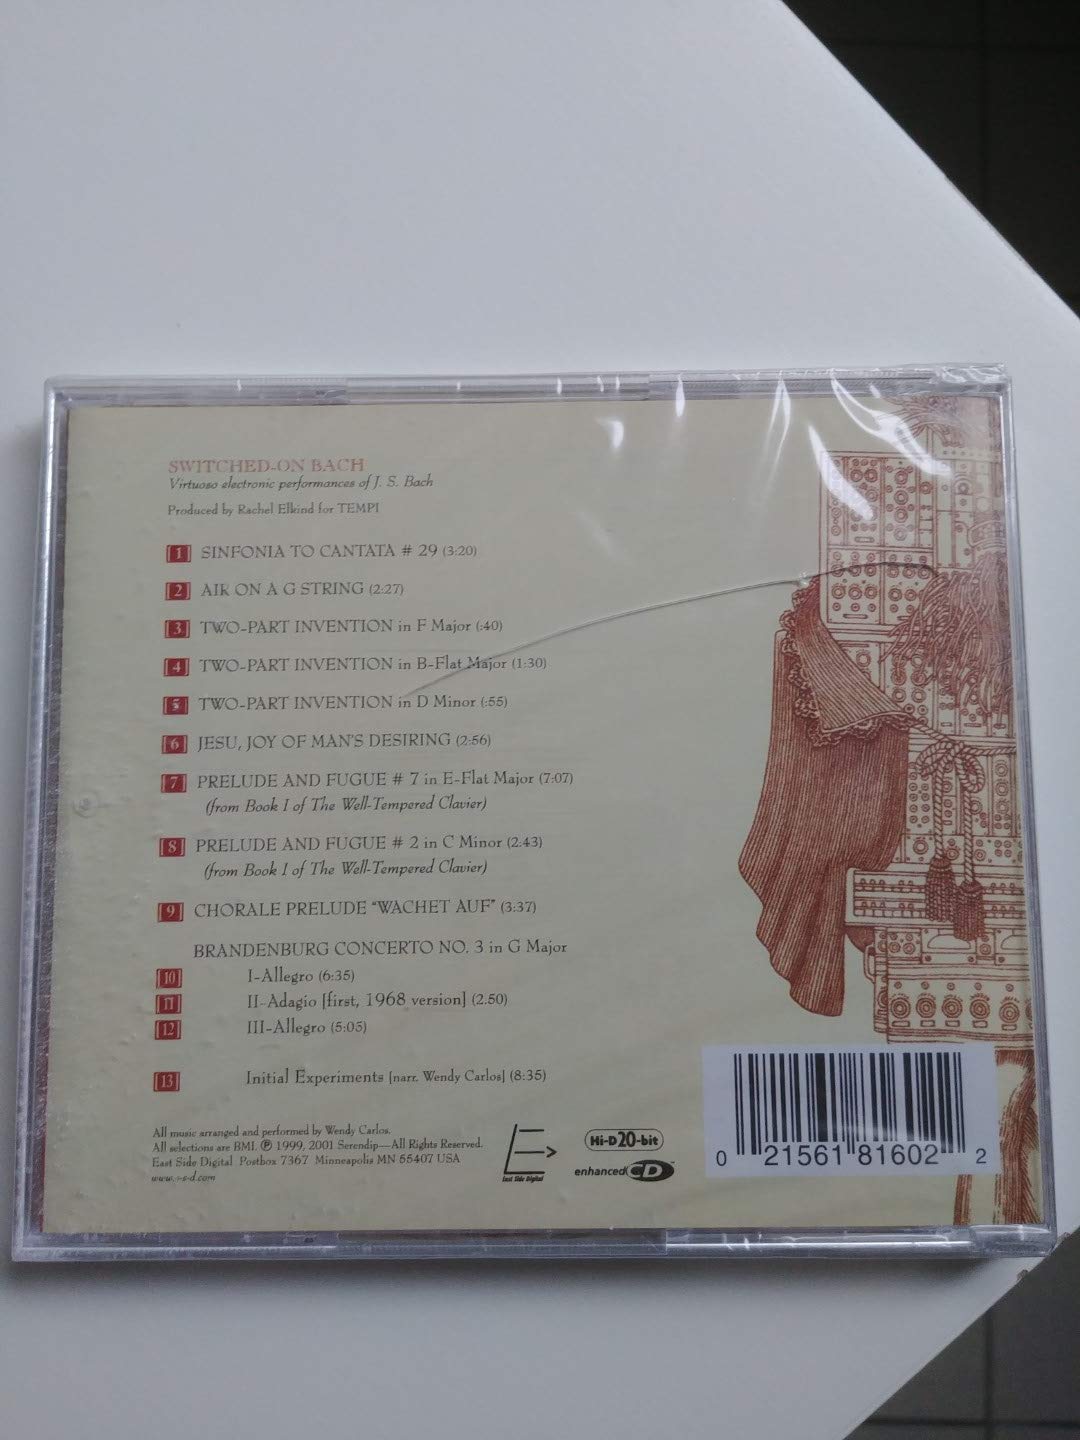 SWITCHED-ON BACH
Virtuoso electronic performances of J. S. Bach
Produced by Rachel Elkind for TEMPI
1 SINFONIA TO CANTATA # 29 (3:20)
2 AIR ON A G STRING (2:27)
3 TWO-PART INVENTION in F Major (:40)
4 TWO-PART INVENTION in B-Flat Major (1:30)
5 TWO-PART INVENTION in D Minor (:55)
6 JESU, JOY OF MAN'S DESIRING (2:56)
7 PRELUDE AND FUGUE # 7 in E-Flat Major (7:07)
(from Book I of The Well-Tempered Clavier)
8 PRELUDE AND FUGUE # 2 in C Minor (2.43)
(from Book I of The Well-Tempered Clavier)
9 CHORALE PRELUDE "WACHET AUF" (3:37)
BRANDENBURG CONCERTO NO. 3 in G Major
10 I-Allegro (6:35)
11 II-Adagio [first, 1968 version] (2.50)
12 III-Allegro (5:05)
13 Initial Experiments [narr. Wendy Carlos] (8:35)
All music arranged and performed by Wendy Carlos.
All selections are BMI. ℗ 1999, 2001 Serendip—All Rights Reserved.
East Side Digital Postbox 7367 Minneapolis MN 55407 USA
www.e-s-d.com
East Side Digital
Hi-D 20-bit
enhanced CD
0 21561 81602 2